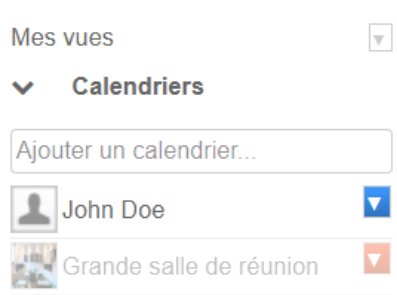 Mes vues
Calendriers
Ajouter un calendrier...
John Doe
Grande salle de réunion